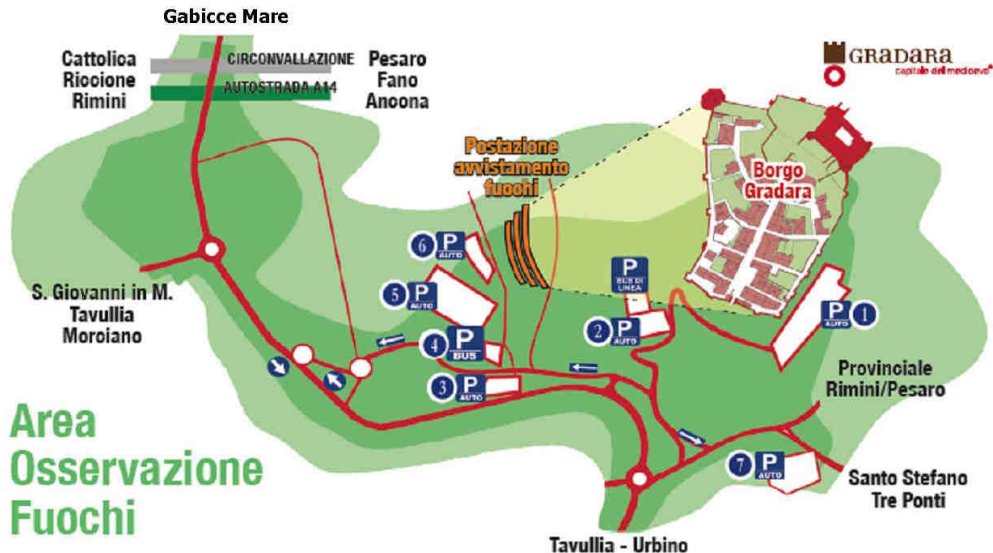 Gabicce Mare
Cattolica
Riccione
Rimini
CIRCONVALLAZIONE
AUTOSTRADA A14
Pesaro
Fano
Ancona
GRADARA
capitale del medioevo
Postazione
avvistamento
fuochi
Borgo
Gradara
6
P
AUTO
5
P
AUTO
P
BUS DI
LINEA
2
P
AUTO
P
AUTO
1
4
P
BUS
3
P
AUTO
S. Giovanni in M.
Tavullia
Morciano
Provinciale
Rimini/Pesaro
Area
Osservazione
Fuochi
7
P
AUTO
Santo Stefano
Tre Ponti
Tavullia - Urbino